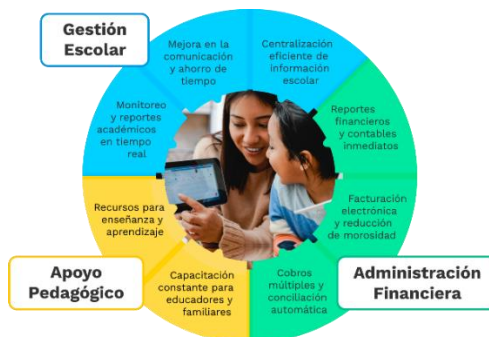 Gestión
Escolar
Mejora en la
comunicación
y ahorro de
tiempo
Centralización
eficiente de
información
escolar
Monitoreo
y reportes
académicos
en tiempo
real
Reportes
financieros
y contables
inmediatos
Recursos para
enseñanza y
aprendizaje
Facturación
electrónica
y reducción
de morosidad
Apoyo
Pedagógico
Capacitación
constante para
educadores y
familiares
Cobros
múltiples y
conciliación
automática
Administración
Financiera